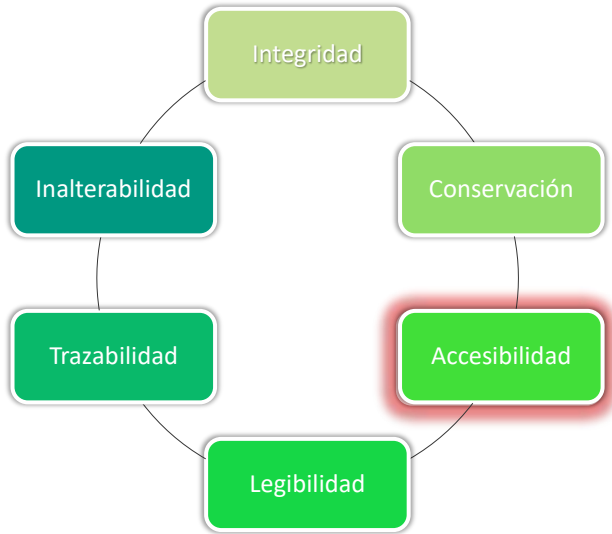 Integridad
Inalterabilidad
Conservación
Trazabilidad
Accesibilidad
Legibilidad